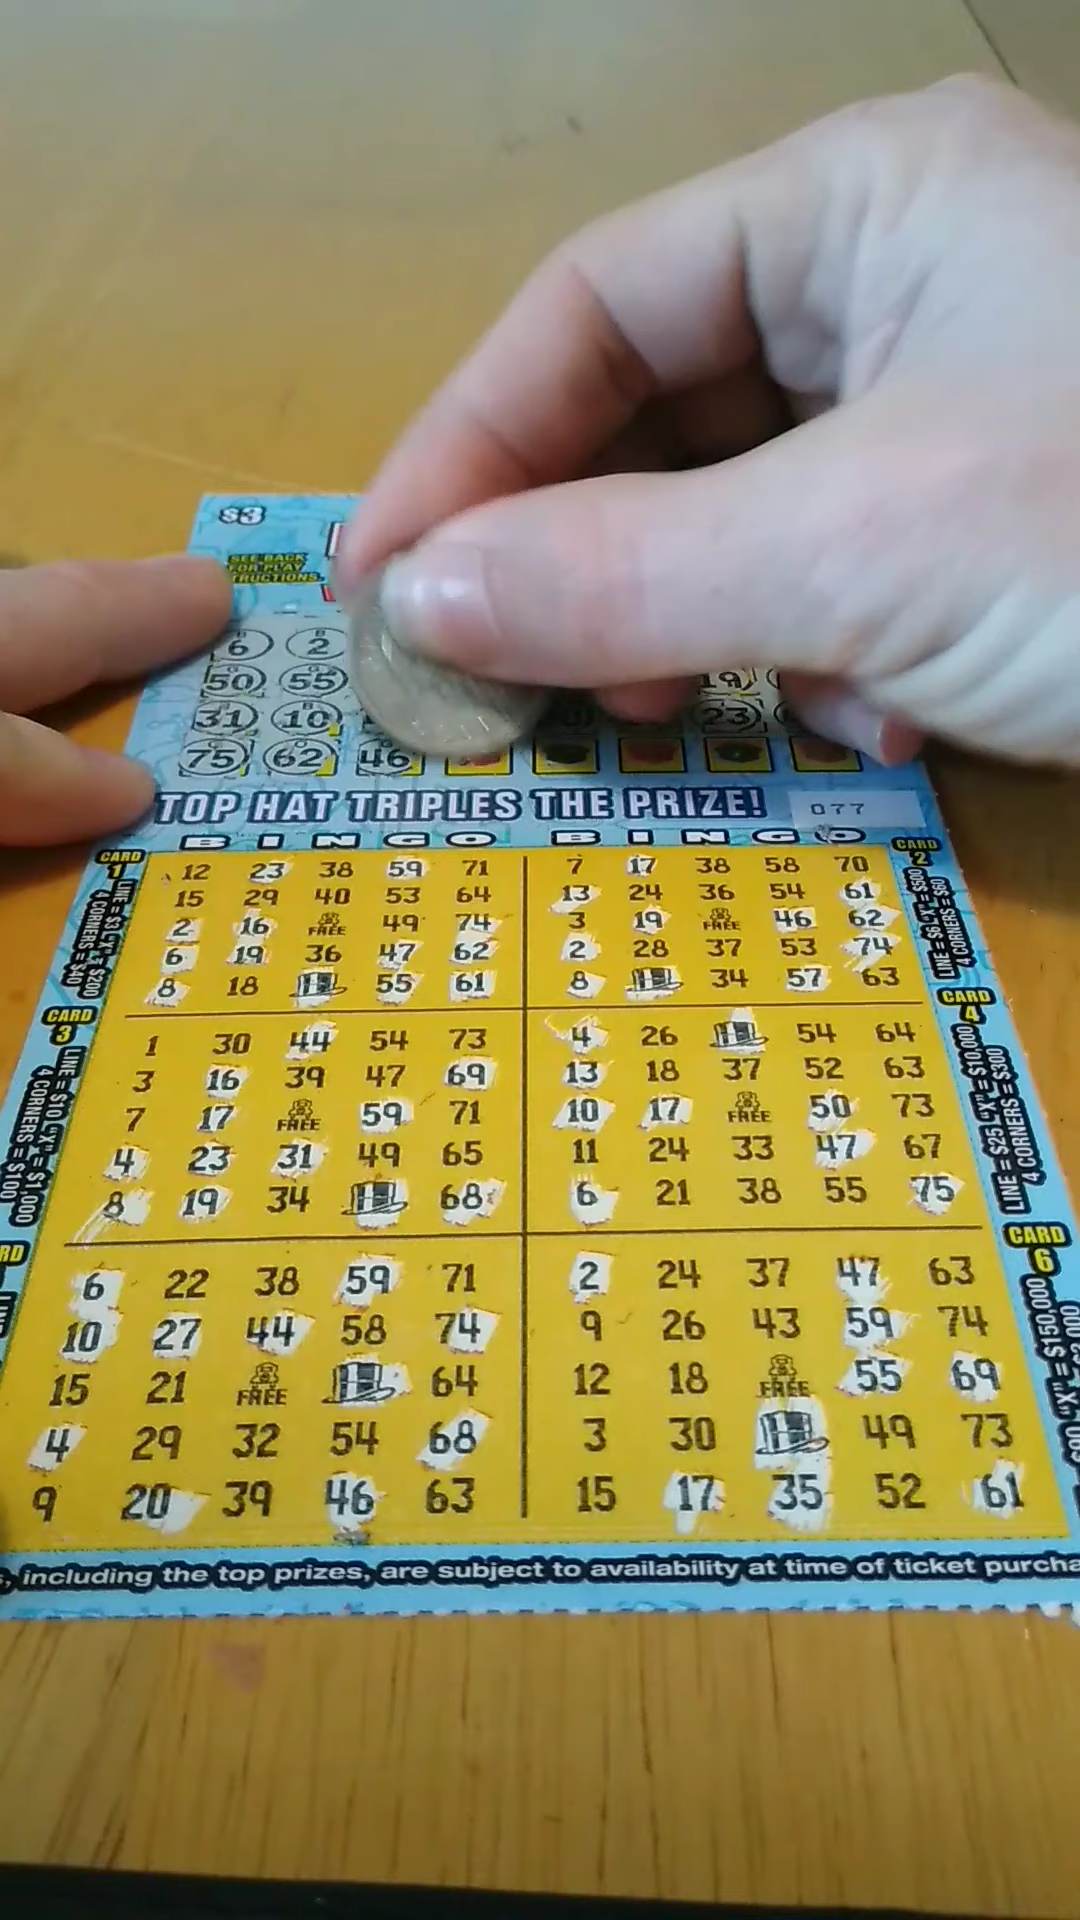 $3
SEE BACK
FOR PLAY
TRUCTIONS.
B 6 B 2
50 G 55 19
31 B 10 23
75 O 62 G 46
TOP HAT TRIPLES THE PRIZE! 077
B I N G O B I N G O
CARD 1
LINE = $3 "X" = $200
4 CORNERS = $40
12 23 38 59 71
15 29 40 53 64
2 16 FREE 49 74
6 19 36 47 62
8 18 55 61
CARD 2
LINE = $6 "X" = $800
4 CORNERS = $60
7 17 38 58 70
13 24 36 54 61
3 19 FREE 46 62
2 28 37 53 74
8 34 57 63
CARD 3
LINE = $10 "X" = $1,000
4 CORNERS = $100
1 30 44 54 73
3 16 39 47 69
7 17 FREE 59 71
4 23 31 49 65
8 19 34 68
CARD 4
LINE = $25 "X" = $10,000
4 CORNERS = $300
4 26 54 64
13 18 37 52 63
10 17 FREE 50 73
11 24 33 47 67
6 21 38 55 75
RD
6 22 38 59 71
10 27 44 58 74
15 21 FREE 64
4 29 32 54 68
9 20 39 46 63
CARD 6
"X" = $150,000
2 24 37 47 63
9 26 43 59 74
12 18 FREE 55 69
3 30 49 73
15 17 35 52 61
, including the top prizes, are subject to availability at time of ticket purcha